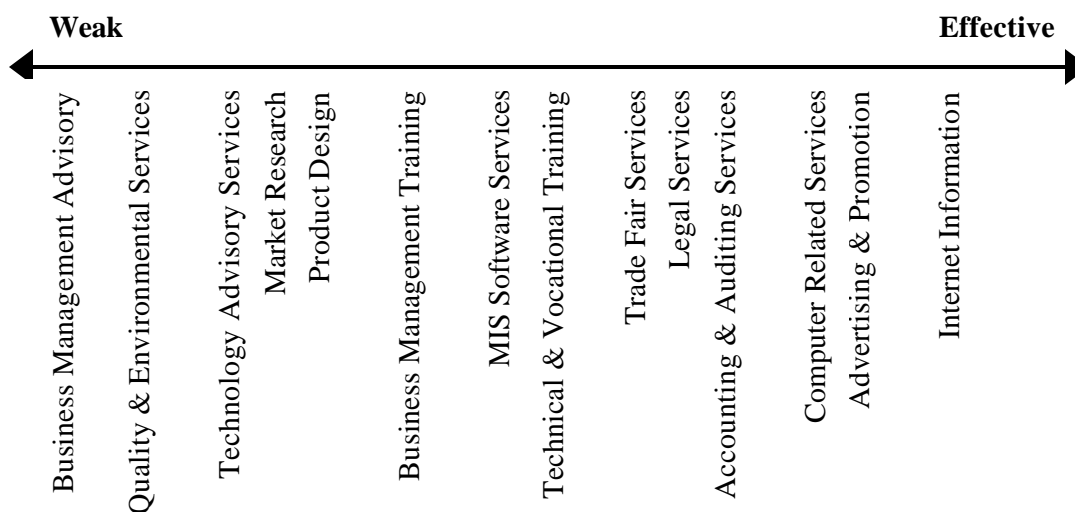 Weak
Effective
Business Management Advisory
Quality & Environmental Services
Technology Advisory Services
Market Research
Product Design
Business Management Training
MIS Software Services
Technical & Vocational Training
Trade Fair Services
Legal Services
Accounting & Auditing Services
Computer Related Services
Advertising & Promotion
Internet Information